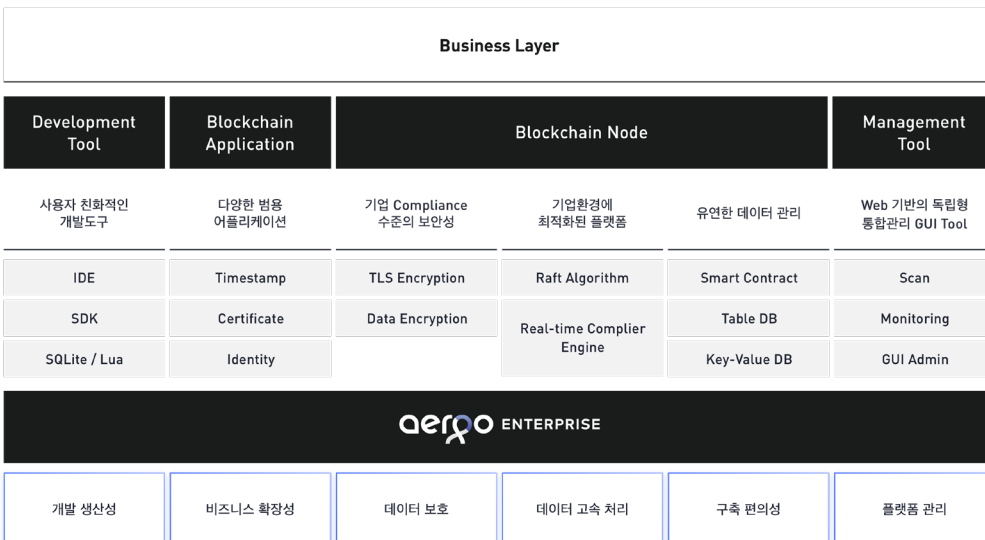 Business Layer
Development
Tool
Blockchain
Application
Blockchain Node
Management
Tool
사용자 친화적인
개발도구
다양한 범용
어플리케이션
기업 Compliance
수준의 보안성
기업환경에
최적화된 플랫폼
유연한 데이터 관리
Web 기반의 독립형
통합관리 GUI Tool
IDE
Timestamp
TLS Encryption
Raft Algorithm
Smart Contract
Scan
SDK
Certificate
Data Encryption
Real-time Complier
Engine
Table DB
Monitoring
SQLite / Lua
Identity
Key-Value DB
GUI Admin
aergo ENTERPRISE
개발 생산성
비즈니스 확장성
데이터 보호
데이터 고속 처리
구축 편의성
플랫폼 관리